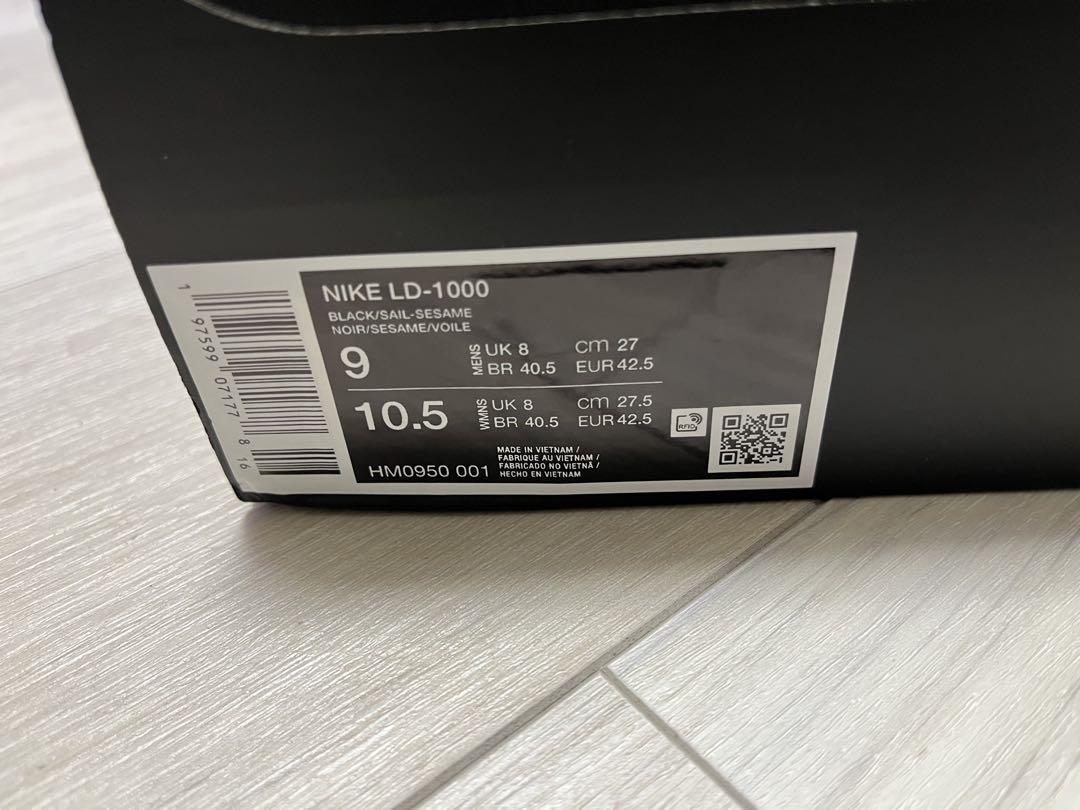 NIKE LD-1000
BLACK/SAIL-SESAME
NOIR/SESAME/VOILE
9
MENS
UK 8 cm 27
BR 40.5 EUR 42.5
10.5
WMNS
UK 8 cm 27.5
BR 40.5 EUR 42.5
RFID
HM0950 001
MADE IN VIETNAM /
FABRIQUE AU VIETNAM /
FABRICADO NO VIETNÃ /
HECHO EN VIETNAM
1 97599 07177 8 16